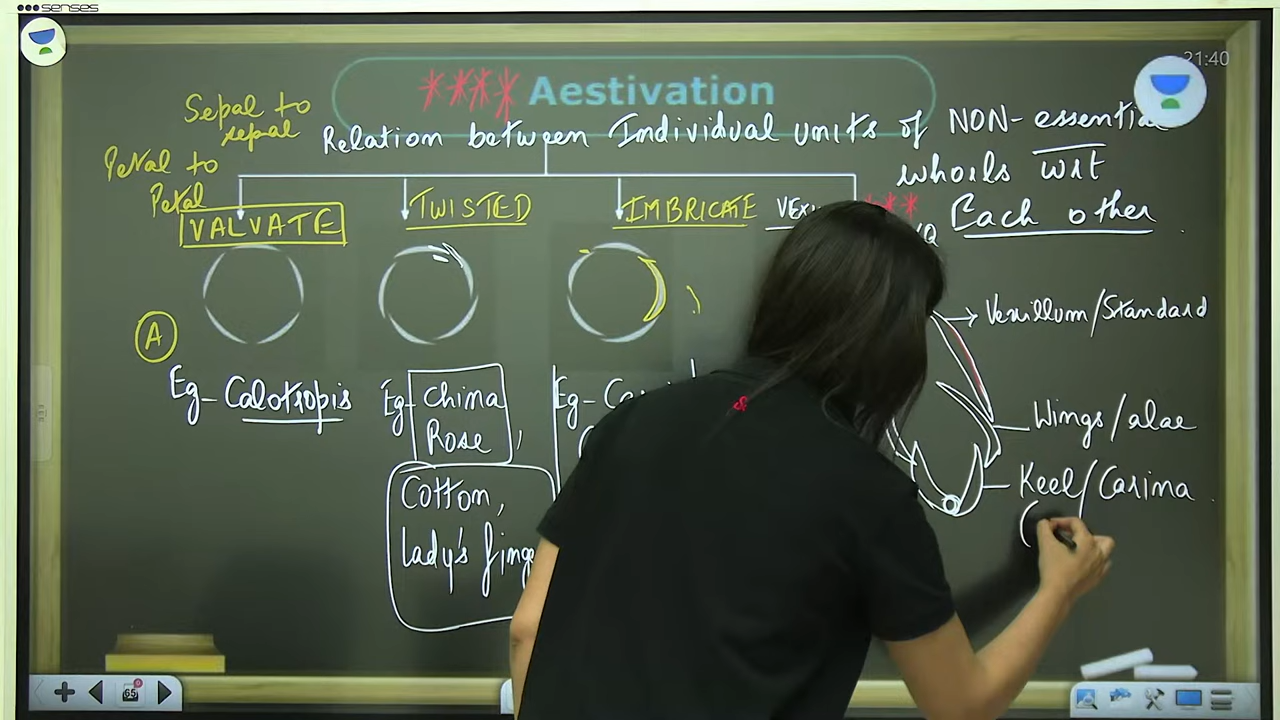 senses
21:40
**** Aestivation
Sepal to
sepal
Petal to
Petal
Relation between Individual units of NON-essential
whorls wrt
Each other
VALVATE
TWISTED
IMBRICATE
***
A
Vexillum/Standard
Wings/alae
Keel/Carina
(
Eg- Calotropis
Eg- China
Rose,
Cotton,
Lady's fing
Eg-
65